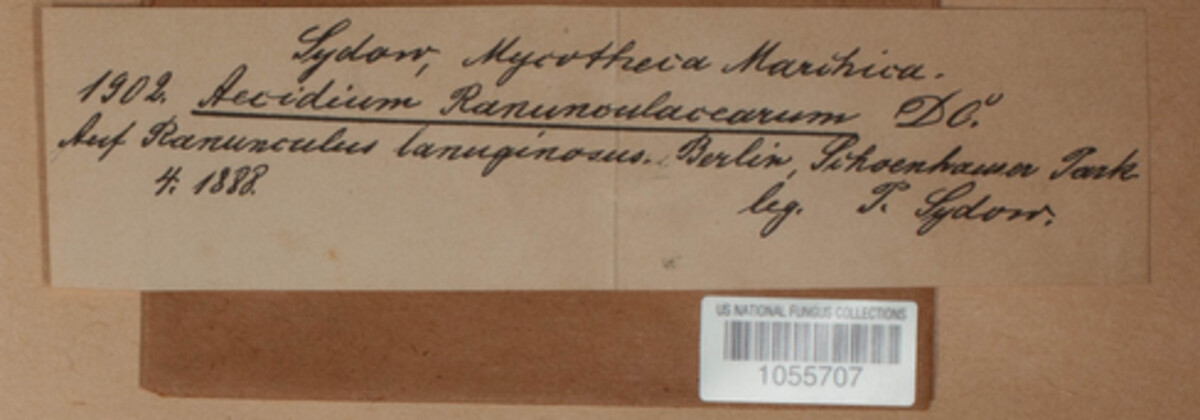 Sydow, Mycotheca Marchica.
1902. Aecidium Ranunculacearum DC.
Auf Ranunculus lanuginosus. Berlin, Schoenhauser Park
4. 1888.
leg. P. Sydow.
US NATIONAL FUNGUS COLLECTIONS
1055707